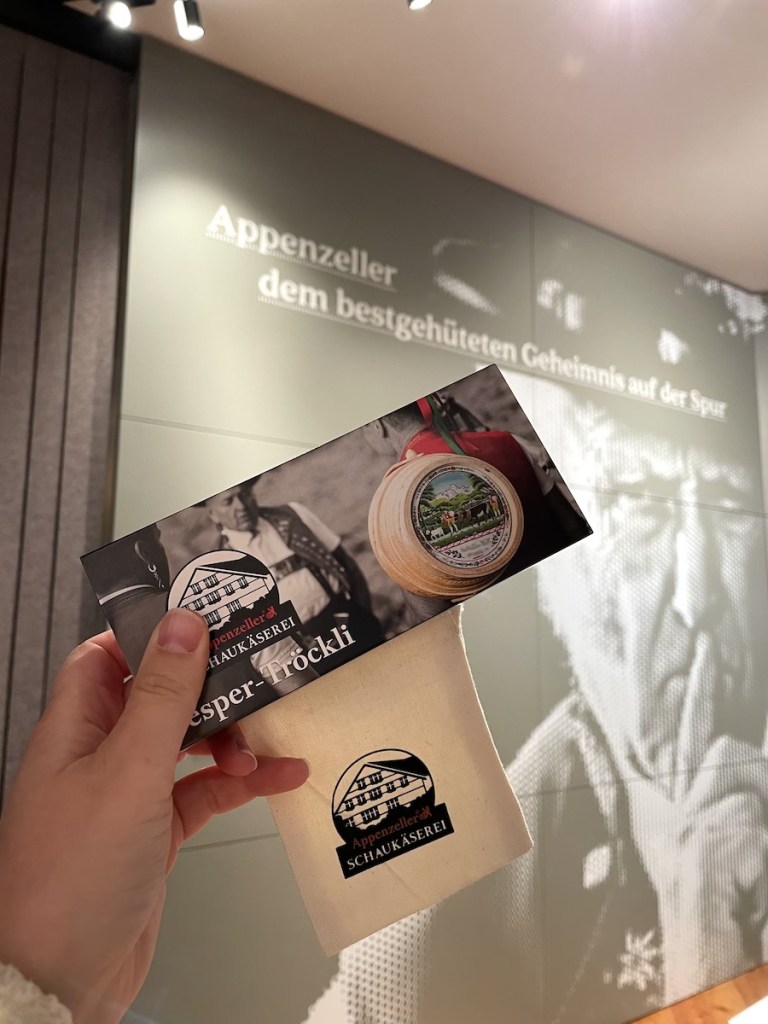 Appenzeller
dem bestgehüteten Geheimnis auf der Spur
Appenzeller
SCHAUKÄSEREI
esper-Tröckli
Appenzeller
SCHAUKÄSEREI